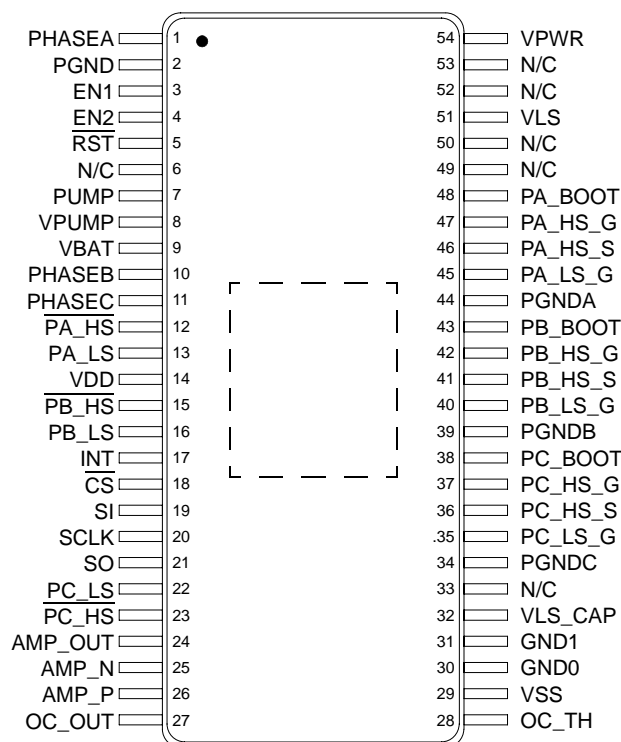 PHASEA 1 54 VPWR
PGND 2 53 N/C
EN1 3 52 N/C
EN2 4 51 VLS
RST 5 50 N/C
N/C 6 49 N/C
PUMP 7 48 PA_BOOT
VPUMP 8 47 PA_HS_G
VBAT 9 46 PA_HS_S
PHASEB 10 45 PA_LS_G
PHASEC 11 44 PGNDA
PA_HS 12 43 PB_BOOT
PA_LS 13 42 PB_HS_G
VDD 14 41 PB_HS_S
PB_HS 15 40 PB_LS_G
PB_LS 16 39 PGNDB
INT 17 38 PC_BOOT
CS 18 37 PC_HS_G
SI 19 36 PC_HS_S
SCLK 20 .35 PC_LS_G
SO 21 34 PGNDC
PC_LS 22 33 N/C
PC_HS 23 32 VLS_CAP
AMP_OUT 24 31 GND1
AMP_N 25 30 GND0
AMP_P 26 29 VSS
OC_OUT 27 28 OC_TH